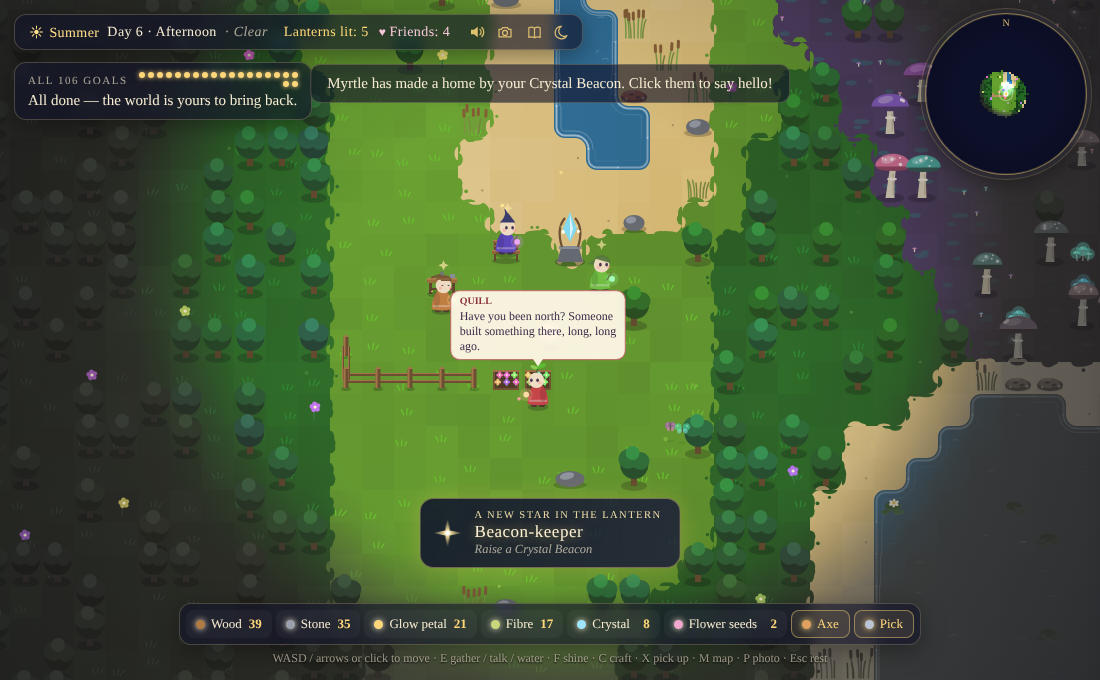 Summer Day 6 · Afternoon · Clear Lanterns lit: 5 ♥ Friends: 4
N
ALL 106 GOALS
All done — the world is yours to bring back.
Myrtle has made a home by your Crystal Beacon. Click them to say hello!
QUILL
Have you been north? Someone
built something there, long, long
ago.
A NEW STAR IN THE LANTERN
Beacon-keeper
Raise a Crystal Beacon
Wood 39 Stone 35 Glow petal 21 Fibre 17 Crystal 8 Flower seeds 2 Axe Pick
WASD / arrows or click to move · E gather / talk / water · F shine · C craft · X pick up · M map · P photo · Esc rest